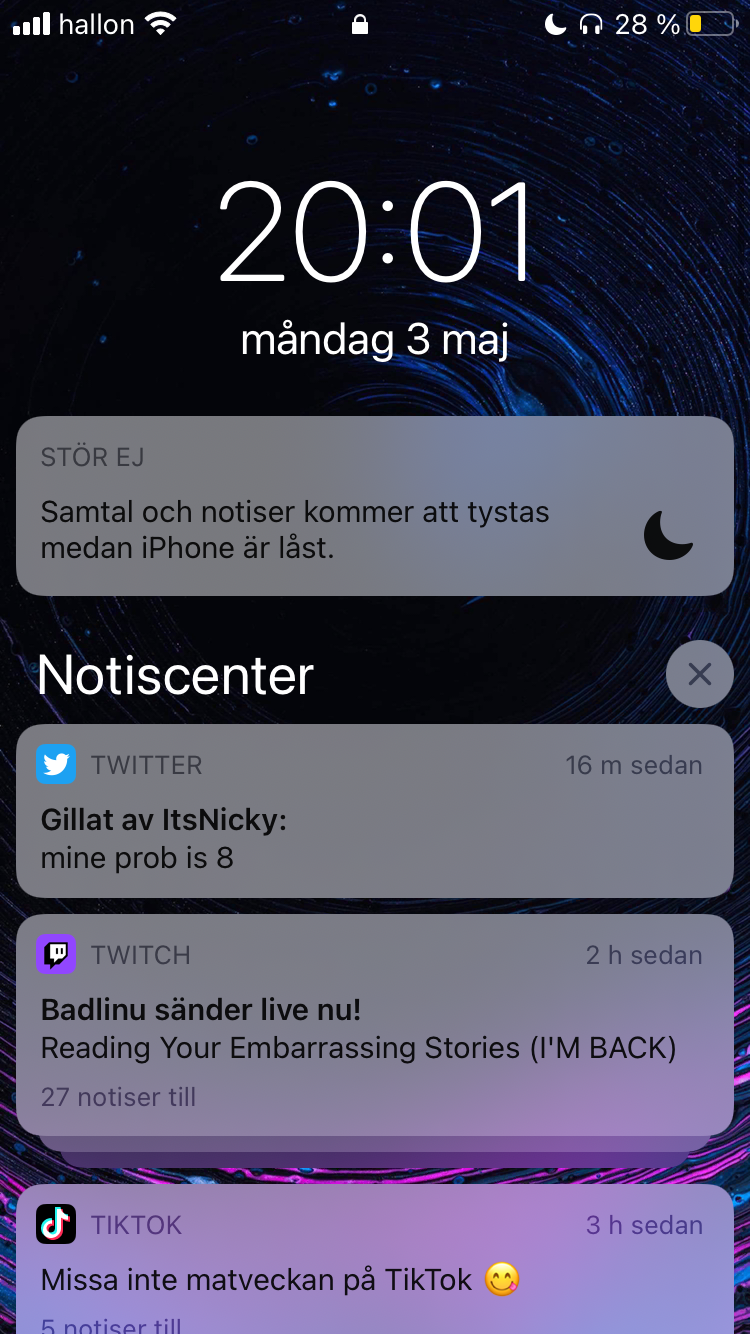 hallon 28 %
20:01
måndag 3 maj
STÖR EJ
Samtal och notiser kommer att tystas
medan iPhone är låst.
Notiscenter
TWITTER 16 m sedan
Gillat av ItsNicky:
mine prob is 8
TWITCH 2 h sedan
Badlinu sänder live nu!
Reading Your Embarrassing Stories (I'M BACK)
27 notiser till
TIKTOK 3 h sedan
Missa inte matveckan på TikTok 😋
5 notiser till